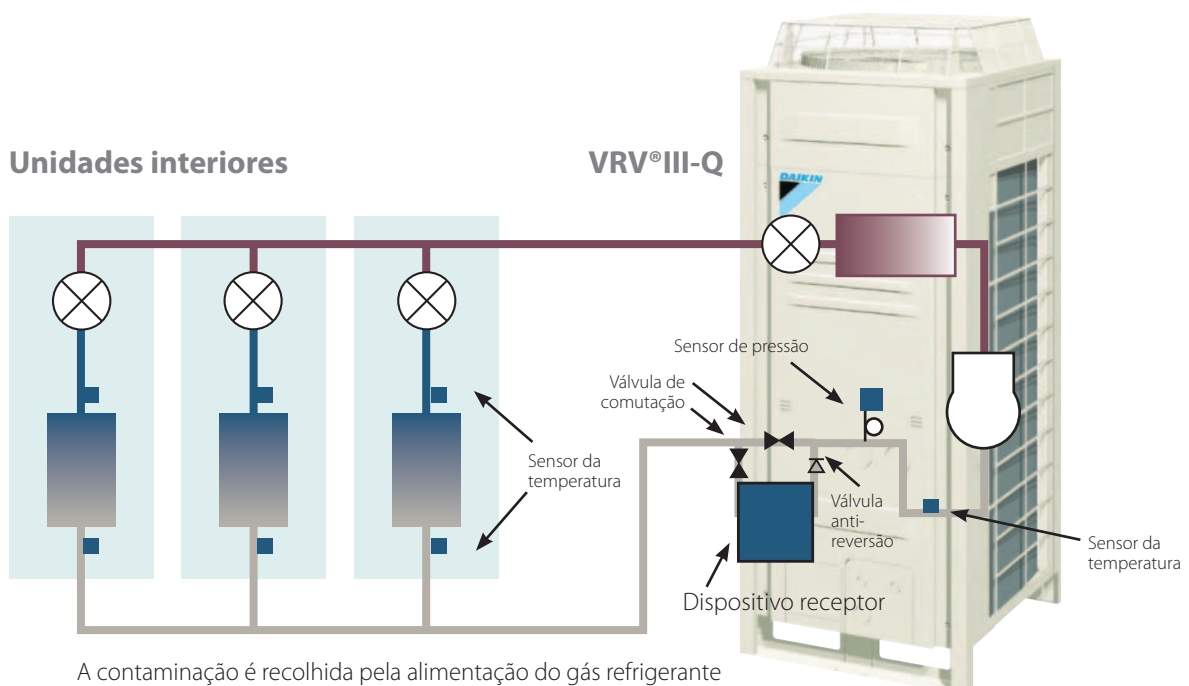 Unidades interiores
VRV®III-Q
DAIKIN
Sensor de pressão
Válvula de
comutação
Sensor da
temperatura
Válvula
anti-
reversão
Sensor da
temperatura
Dispositivo receptor
A contaminação é recolhida pela alimentação do gás refrigerante